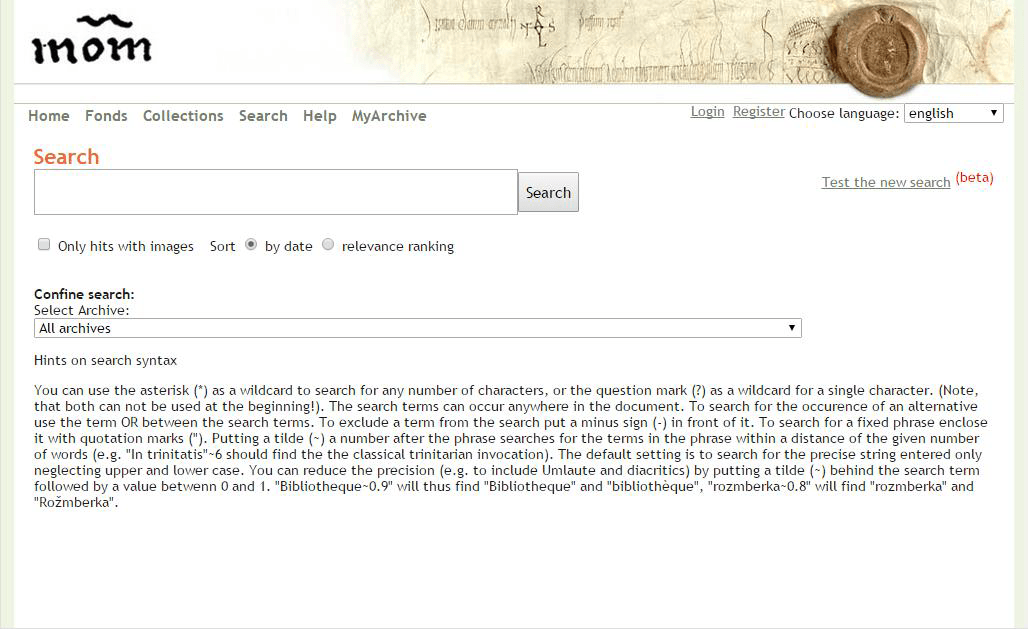 mom
Home Fonds Collections Search Help MyArchive
Login Register Choose language: english
Search
Search
Test the new search (beta)
Only hits with images Sort by date relevance ranking
Confine search:
Select Archive:
All archives
Hints on search syntax
You can use the asterisk (*) as a wildcard to search for any number of characters, or the question mark (?) as a wildcard for a single character. (Note,
that both can not be used at the beginning!). The search terms can occur anywhere in the document. To search for the occurence of an alternative
use the term OR between the search terms. To exclude a term from the search put a minus sign (-) in front of it. To search for a fixed phrase enclose
it with quotation marks ("). Putting a tilde (~) a number after the phrase searches for the terms in the phrase within a distance of the given number
of words (e.g. "In trinitatis"~6 should find the the classical trinitarian invocation). The default setting is to search for the precise string entered only
neglecting upper and lower case. You can reduce the precision (e.g. to include Umlaute and diacritics) by putting a tilde (~) behind the search term
followed by a value betwenn 0 and 1. "Bibliotheque~0.9" will thus find "Bibliotheque" and "bibliothèque", "rozmberka~0.8" will find "rozmberka" and
"Rožmberka".